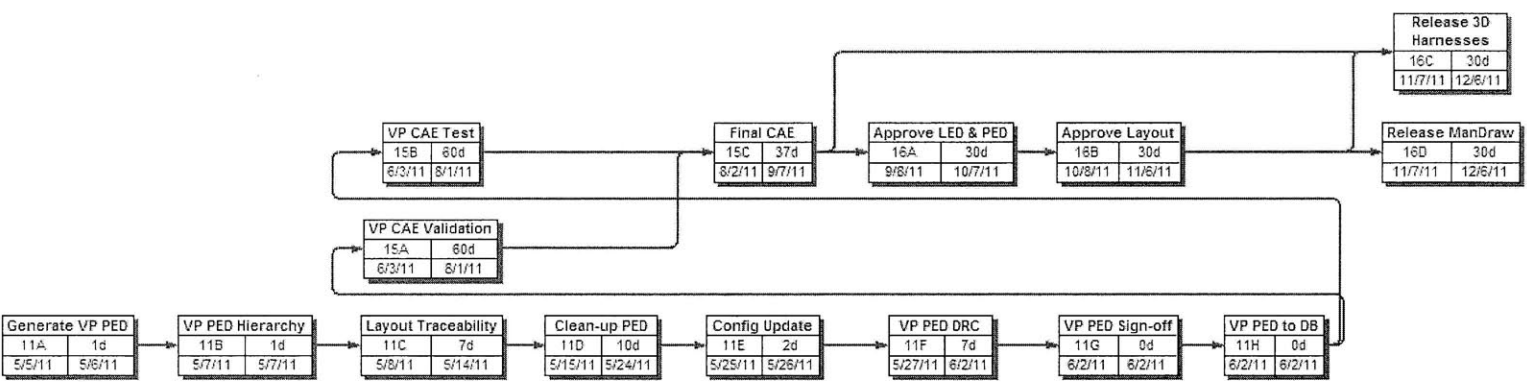 Release 3D
Harnesses
16C 30d
11/7/11 12/6/11
VP CAE Test
15B 60d
6/3/11 8/1/11
Final CAE
15C 37d
8/2/11 9/7/11
Approve LED & PED
16A 30d
9/8/11 10/7/11
Approve Layout
16B 30d
10/8/11 11/6/11
Release ManDraw
16D 30d
11/7/11 12/6/11
VP CAE Validation
15A 60d
6/3/11 8/1/11
Generate VP PED
11A 1d
5/5/11 5/6/11
VP PED Hierarchy
11B 1d
5/7/11 5/7/11
Layout Traceability
11C 7d
5/8/11 5/14/11
Clean-up PED
11D 10d
5/15/11 5/24/11
Config Update
11E 2d
5/25/11 5/26/11
VP PED DRC
11F 7d
5/27/11 6/2/11
VP PED Sign-off
11G 0d
6/2/11 6/2/11
VP PED to DB
11H 0d
6/2/11 6/2/11